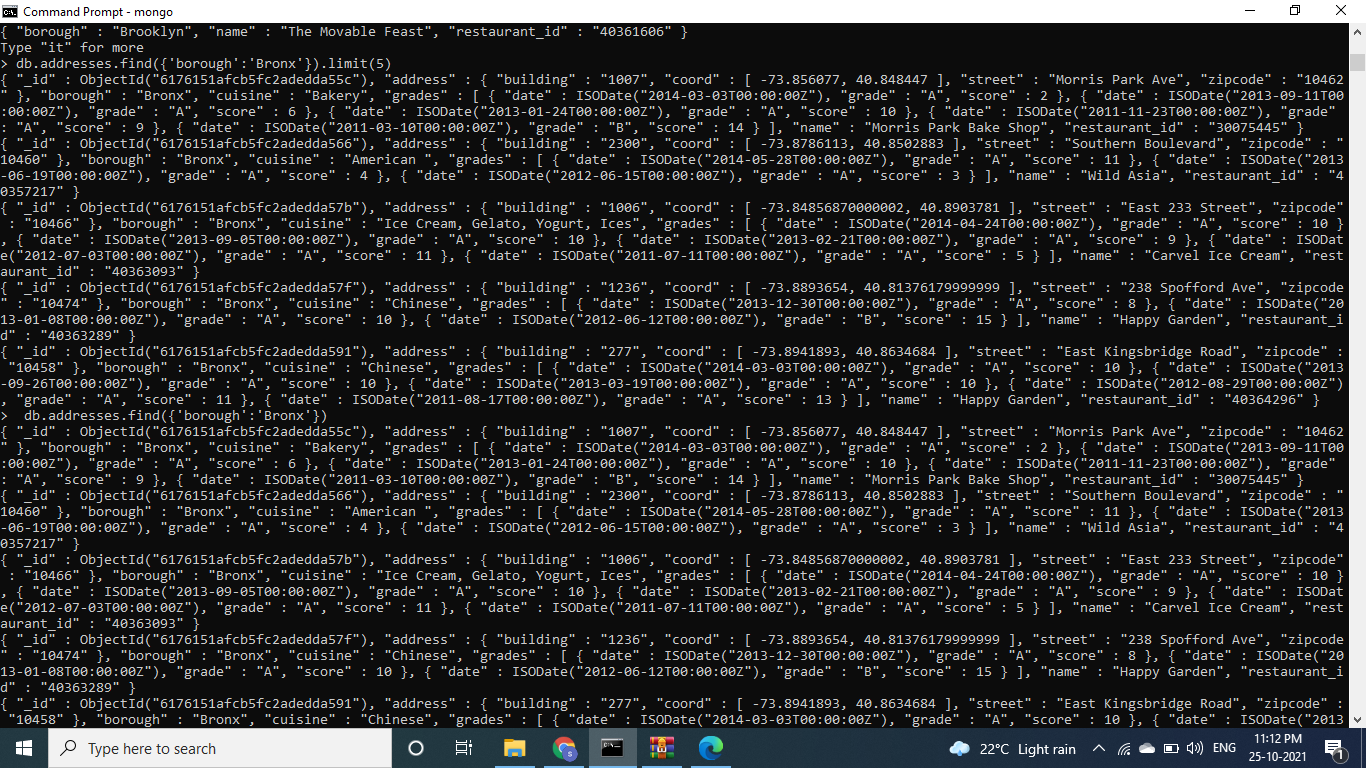 Command Prompt - mongo
{ "borough" : "Brooklyn", "name" : "The Movable Feast", "restaurant_id" : "40361606" }
Type "it" for more
> db.addresses.find({'borough':'Bronx'}).limit(5)
{ "_id" : ObjectId("6176151afcb5fc2adedda55c"), "address" : { "building" : "1007", "coord" : [ -73.856077, 40.848447 ], "street" : "Morris Park Ave", "zipcode" : "10462
" }, "borough" : "Bronx", "cuisine" : "Bakery", "grades" : [ { "date" : ISODate("2014-03-03T00:00:00Z"), "grade" : "A", "score" : 2 }, { "date" : ISODate("2013-09-11T00
:00:00Z"), "grade" : "A", "score" : 6 }, { "date" : ISODate("2013-01-24T00:00:00Z"), "grade" : "A", "score" : 10 }, { "date" : ISODate("2011-11-23T00:00:00Z"), "grade"
: "A", "score" : 9 }, { "date" : ISODate("2011-03-10T00:00:00Z"), "grade" : "B", "score" : 14 } ], "name" : "Morris Park Bake Shop", "restaurant_id" : "30075445" }
{ "_id" : ObjectId("6176151afcb5fc2adedda566"), "address" : { "building" : "2300", "coord" : [ -73.8786113, 40.8502883 ], "street" : "Southern Boulevard", "zipcode" : "
10460" }, "borough" : "Bronx", "cuisine" : "American ", "grades" : [ { "date" : ISODate("2014-05-28T00:00:00Z"), "grade" : "A", "score" : 11 }, { "date" : ISODate("2013
-06-19T00:00:00Z"), "grade" : "A", "score" : 4 }, { "date" : ISODate("2012-06-15T00:00:00Z"), "grade" : "A", "score" : 3 } ], "name" : "Wild Asia", "restaurant_id" : "4
0357217" }
{ "_id" : ObjectId("6176151afcb5fc2adedda57b"), "address" : { "building" : "1006", "coord" : [ -73.84856870000002, 40.8903781 ], "street" : "East 233 Street", "zipcode"
: "10466" }, "borough" : "Bronx", "cuisine" : "Ice Cream, Gelato, Yogurt, Ices", "grades" : [ { "date" : ISODate("2014-04-24T00:00:00Z"), "grade" : "A", "score" : 10 }
, { "date" : ISODate("2013-09-05T00:00:00Z"), "grade" : "A", "score" : 10 }, { "date" : ISODate("2013-02-21T00:00:00Z"), "grade" : "A", "score" : 9 }, { "date" : ISODat
e("2012-07-03T00:00:00Z"), "grade" : "A", "score" : 11 }, { "date" : ISODate("2011-07-11T00:00:00Z"), "grade" : "A", "score" : 5 } ], "name" : "Carvel Ice Cream", "rest
aurant_id" : "40363093" }
{ "_id" : ObjectId("6176151afcb5fc2adedda57f"), "address" : { "building" : "1236", "coord" : [ -73.8893654, 40.81376179999999 ], "street" : "238 Spofford Ave", "zipcode
" : "10474" }, "borough" : "Bronx", "cuisine" : "Chinese", "grades" : [ { "date" : ISODate("2013-12-30T00:00:00Z"), "grade" : "A", "score" : 8 }, { "date" : ISODate("20
13-01-08T00:00:00Z"), "grade" : "A", "score" : 10 }, { "date" : ISODate("2012-06-12T00:00:00Z"), "grade" : "B", "score" : 15 } ], "name" : "Happy Garden", "restaurant_i
d" : "40363289" }
{ "_id" : ObjectId("6176151afcb5fc2adedda591"), "address" : { "building" : "277", "coord" : [ -73.8941893, 40.8634684 ], "street" : "East Kingsbridge Road", "zipcode" :
"10458" }, "borough" : "Bronx", "cuisine" : "Chinese", "grades" : [ { "date" : ISODate("2014-03-03T00:00:00Z"), "grade" : "A", "score" : 10 }, { "date" : ISODate("2013
-09-26T00:00:00Z"), "grade" : "A", "score" : 10 }, { "date" : ISODate("2013-03-19T00:00:00Z"), "grade" : "A", "score" : 10 }, { "date" : ISODate("2012-08-29T00:00:00Z")
, "grade" : "A", "score" : 11 }, { "date" : ISODate("2011-08-17T00:00:00Z"), "grade" : "A", "score" : 13 } ], "name" : "Happy Garden", "restaurant_id" : "40364296" }
>  db.addresses.find({'borough':'Bronx'})
{ "_id" : ObjectId("6176151afcb5fc2adedda55c"), "address" : { "building" : "1007", "coord" : [ -73.856077, 40.848447 ], "street" : "Morris Park Ave", "zipcode" : "10462
" }, "borough" : "Bronx", "cuisine" : "Bakery", "grades" : [ { "date" : ISODate("2014-03-03T00:00:00Z"), "grade" : "A", "score" : 2 }, { "date" : ISODate("2013-09-11T00
:00:00Z"), "grade" : "A", "score" : 6 }, { "date" : ISODate("2013-01-24T00:00:00Z"), "grade" : "A", "score" : 10 }, { "date" : ISODate("2011-11-23T00:00:00Z"), "grade"
: "A", "score" : 9 }, { "date" : ISODate("2011-03-10T00:00:00Z"), "grade" : "B", "score" : 14 } ], "name" : "Morris Park Bake Shop", "restaurant_id" : "30075445" }
{ "_id" : ObjectId("6176151afcb5fc2adedda566"), "address" : { "building" : "2300", "coord" : [ -73.8786113, 40.8502883 ], "street" : "Southern Boulevard", "zipcode" : "
10460" }, "borough" : "Bronx", "cuisine" : "American ", "grades" : [ { "date" : ISODate("2014-05-28T00:00:00Z"), "grade" : "A", "score" : 11 }, { "date" : ISODate("2013
-06-19T00:00:00Z"), "grade" : "A", "score" : 4 }, { "date" : ISODate("2012-06-15T00:00:00Z"), "grade" : "A", "score" : 3 } ], "name" : "Wild Asia", "restaurant_id" : "4
0357217" }
{ "_id" : ObjectId("6176151afcb5fc2adedda57b"), "address" : { "building" : "1006", "coord" : [ -73.84856870000002, 40.8903781 ], "street" : "East 233 Street", "zipcode"
: "10466" }, "borough" : "Bronx", "cuisine" : "Ice Cream, Gelato, Yogurt, Ices", "grades" : [ { "date" : ISODate("2014-04-24T00:00:00Z"), "grade" : "A", "score" : 10 }
, { "date" : ISODate("2013-09-05T00:00:00Z"), "grade" : "A", "score" : 10 }, { "date" : ISODate("2013-02-21T00:00:00Z"), "grade" : "A", "score" : 9 }, { "date" : ISODat
e("2012-07-03T00:00:00Z"), "grade" : "A", "score" : 11 }, { "date" : ISODate("2011-07-11T00:00:00Z"), "grade" : "A", "score" : 5 } ], "name" : "Carvel Ice Cream", "rest
aurant_id" : "40363093" }
{ "_id" : ObjectId("6176151afcb5fc2adedda57f"), "address" : { "building" : "1236", "coord" : [ -73.8893654, 40.81376179999999 ], "street" : "238 Spofford Ave", "zipcode
" : "10474" }, "borough" : "Bronx", "cuisine" : "Chinese", "grades" : [ { "date" : ISODate("2013-12-30T00:00:00Z"), "grade" : "A", "score" : 8 }, { "date" : ISODate("20
13-01-08T00:00:00Z"), "grade" : "A", "score" : 10 }, { "date" : ISODate("2012-06-12T00:00:00Z"), "grade" : "B", "score" : 15 } ], "name" : "Happy Garden", "restaurant_i
d" : "40363289" }
{ "_id" : ObjectId("6176151afcb5fc2adedda591"), "address" : { "building" : "277", "coord" : [ -73.8941893, 40.8634684 ], "street" : "East Kingsbridge Road", "zipcode" :
"10458" }, "borough" : "Bronx", "cuisine" : "Chinese", "grades" : [ { "date" : ISODate("2014-03-03T00:00:00Z"), "grade" : "A", "score" : 10 }, { "date" : ISODate("2013
Type here to search
22°C Light rain
ENG
11:12 PM
25-10-2021
1